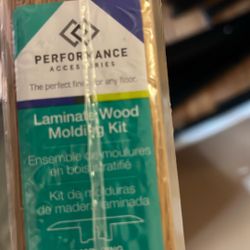 PERFORMANCE
ACCESSORIES
The perfect finish for any floor.
Laminate Wood
Molding Kit
Ensemble de moulures
en bois stratifié
Kit de molduras
de madera laminada